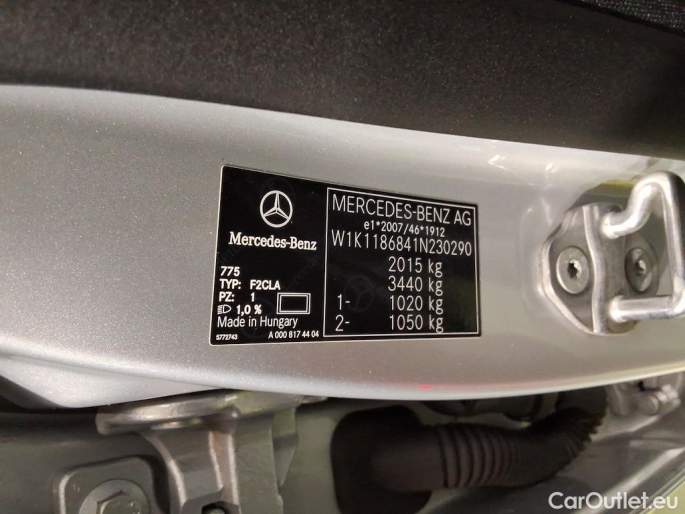 Mercedes-Benz
775
TYP: F2CLA
PZ: 1
1,0 %
Made in Hungary
5772743 A 000 817 44 04
MERCEDES-BENZ AG
e1*2007/46*1912
W1K1186841N230290
2015 kg
3440 kg
1- 1020 kg
2- 1050 kg
CarOutlet.eu